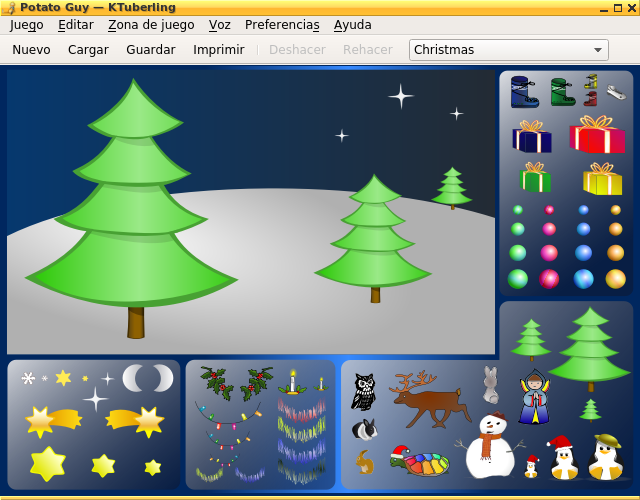 Potato Guy — KTuberling
Juego Editar Zona de juego Voz Preferencias Ayuda
Nuevo Cargar Guardar Imprimir Deshacer Rehacer Christmas